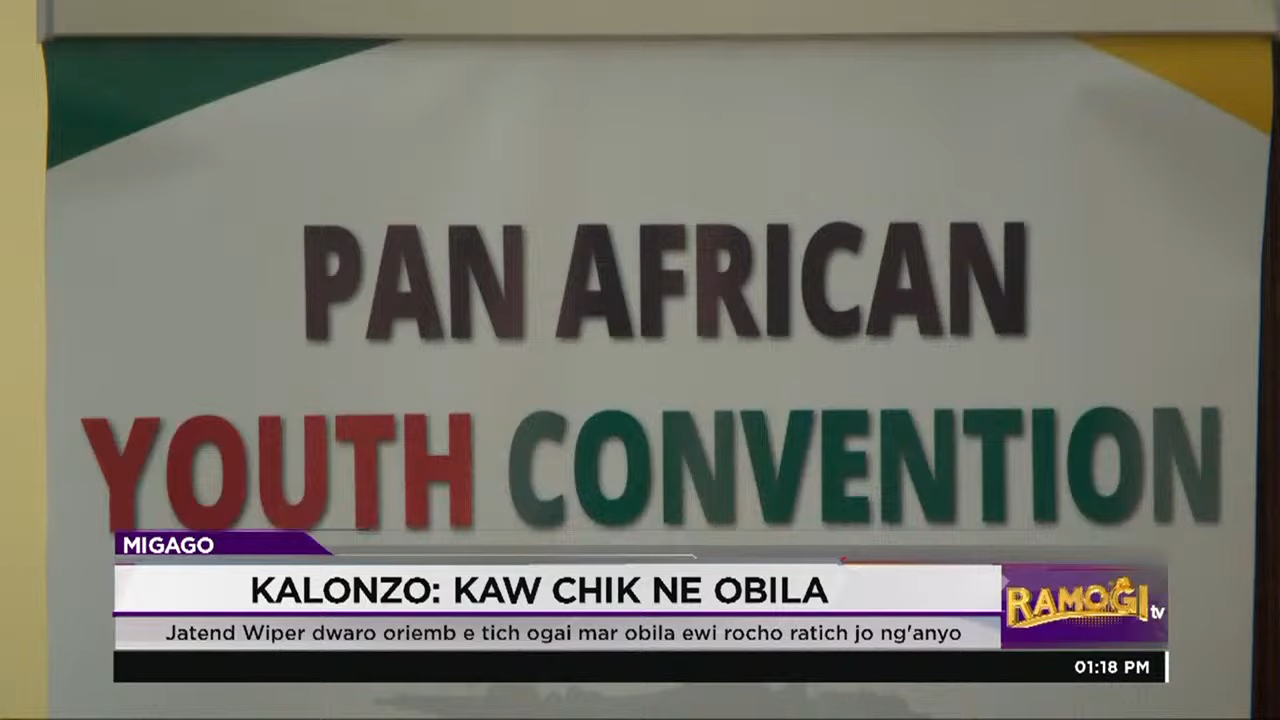 PAN AFRICAN
YOUTH CONVENTION
MIGAGO
KALONZO: KAW CHIK NE OBILA
Jatend Wiper dwaro oriemb e tich ogai mar obila ewi rocho ratich jo ng'anyo
RAMOGI tv
01:18 PM